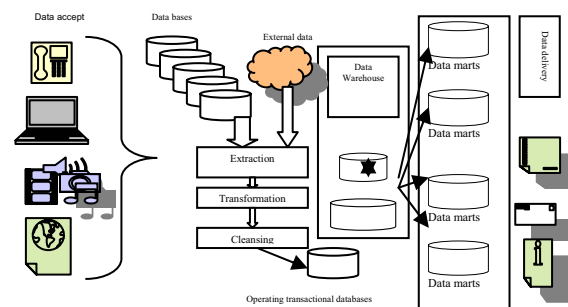 Data accept
Data bases
External data
Data
Warehouse
Data marts
Data marts
Data marts
Data marts
Data delivery
Extraction
Transformation
Cleansing
Operating transactional databases